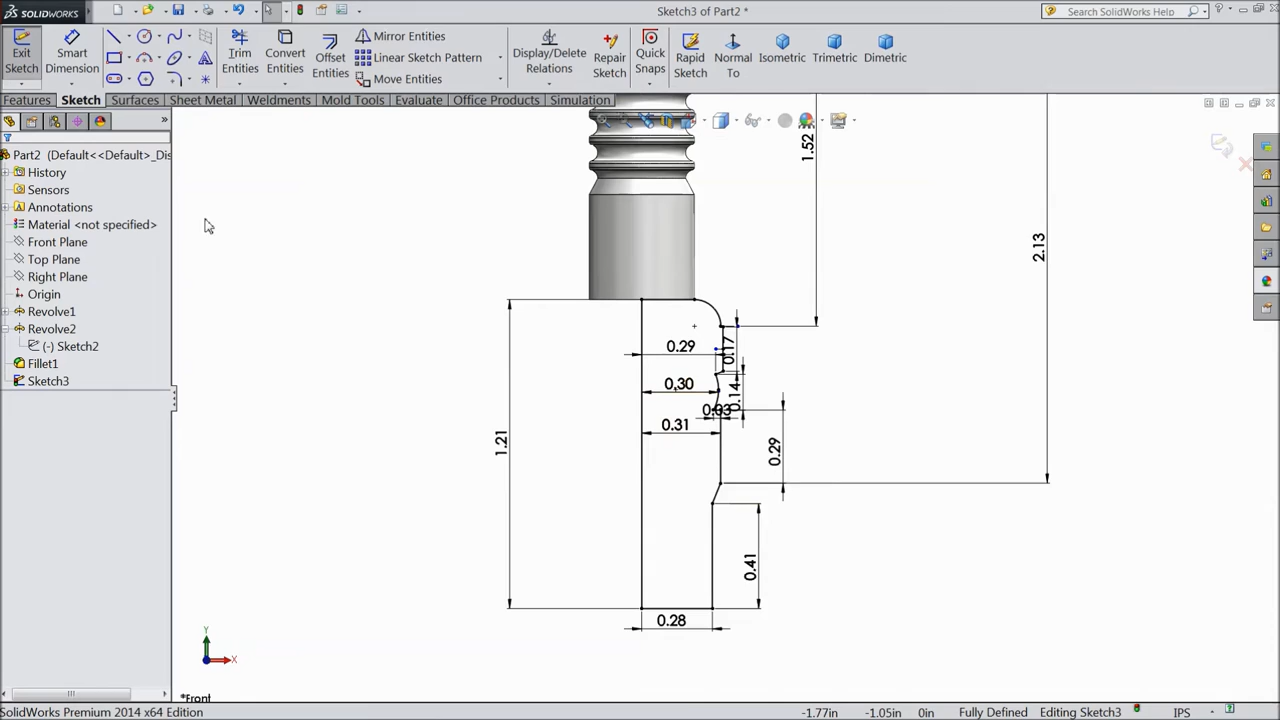 SOLIDWORKS
Sketch3 of Part2 *
Search SolidWorks Help
Exit Sketch
Smart Dimension
Trim Entities
Convert Entities
Offset Entities
Mirror Entities
Linear Sketch Pattern
Move Entities
Display/Delete Relations
Repair Sketch
Quick Snaps
Rapid Sketch
Normal To
Isometric
Trimetric
Dimetric
Features
Sketch
Surfaces
Sheet Metal
Weldments
Mold Tools
Evaluate
Office Products
Simulation
Part2 (Default<<Default>_Dis
History
Sensors
Annotations
Material <not specified>
Front Plane
Top Plane
Right Plane
Origin
Revolve1
Revolve2
(-) Sketch2
Fillet1
Sketch3
1.52
2.13
0.29
0.17
0.30
0.14
0.03
0.31
1.21
0.29
0.41
0.28
Y
X
*Front
SolidWorks Premium 2014 x64 Edition
-1.77in
-1.05in
0in
Fully Defined
Editing Sketch3
IPS